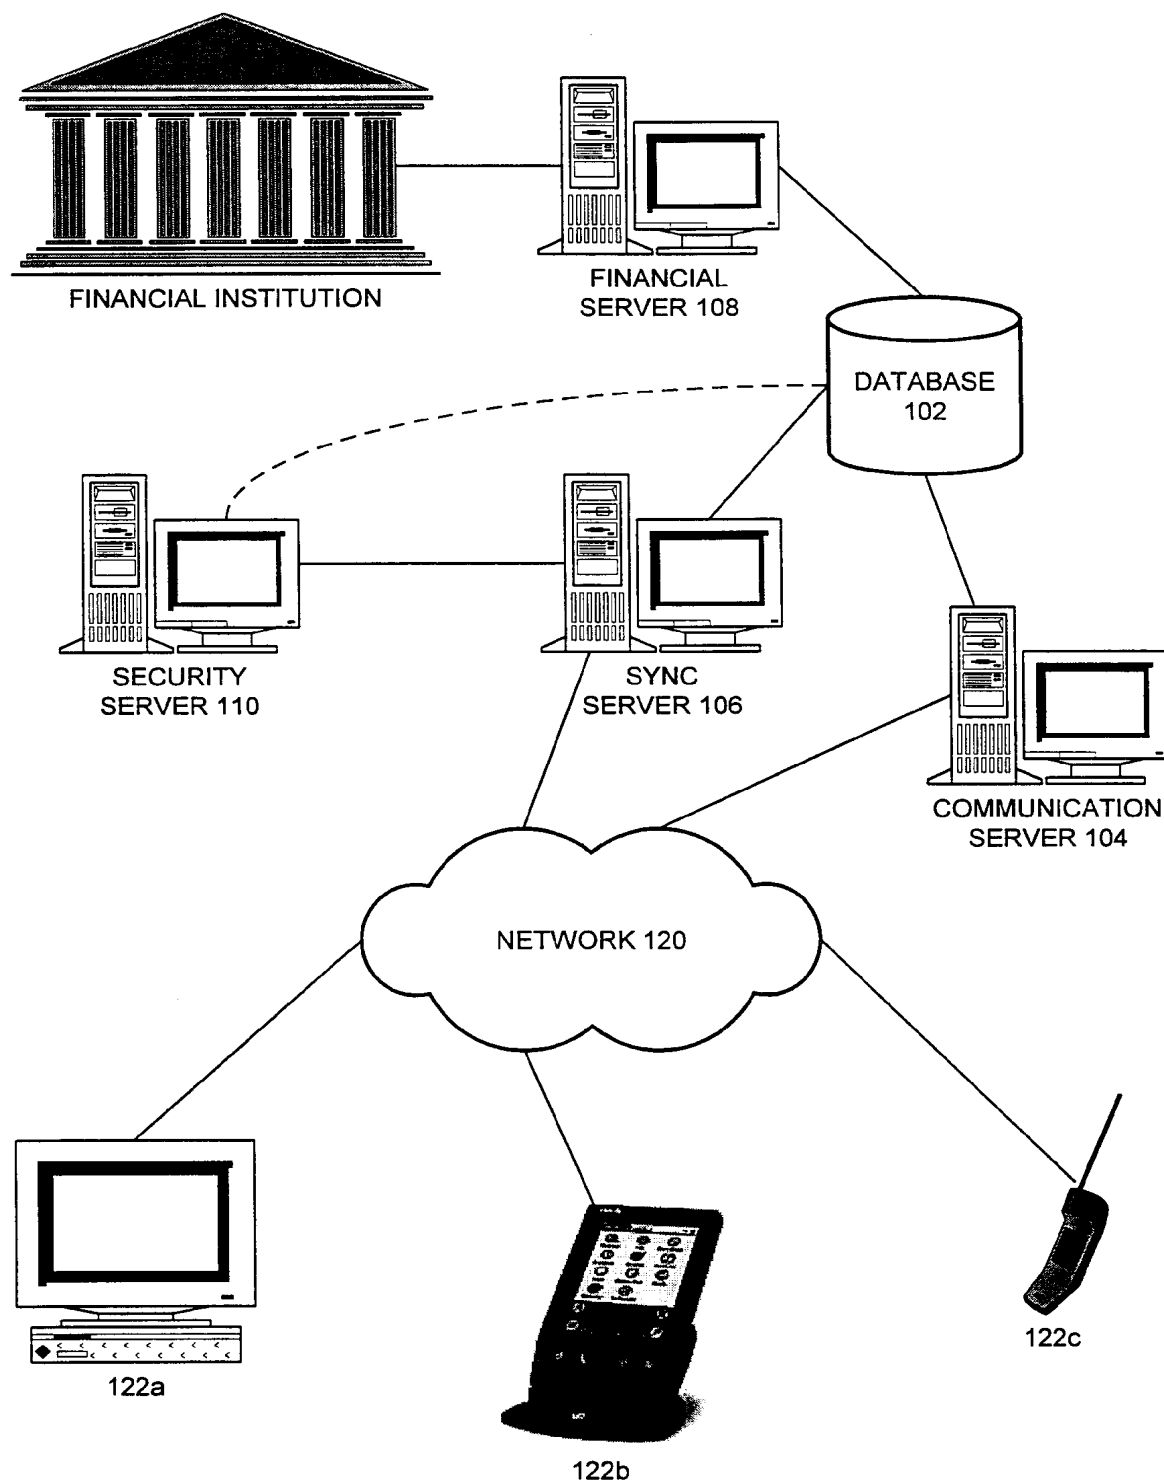 FINANCIAL INSTITUTION
FINANCIAL
SERVER 108
DATABASE
102
SECURITY
SERVER 110
SYNC
SERVER 106
COMMUNICATION
SERVER 104
NETWORK 120
122a
122b
122c